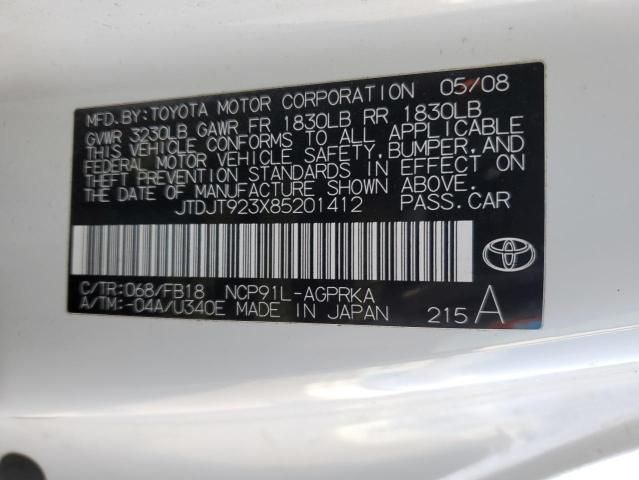 MFD.BY:TOYOTA MOTOR CORPORATION 05/08
GVWR 3230LB GAWR FR 1830LB RR 1830LB
THIS VEHICLE CONFORMS TO ALL APPLICABLE
FEDERAL MOTOR VEHICLE SAFETY, BUMPER, AND
THEFT PREVENTION STANDARDS IN EFFECT ON
THE DATE OF MANUFACTURE SHOWN ABOVE.
JTDJT923X85201412 PASS.CAR
C/TR:068/FB18 NCP91L-AGPRKA
A/TM:-04A/U340E MADE IN JAPAN 215 A